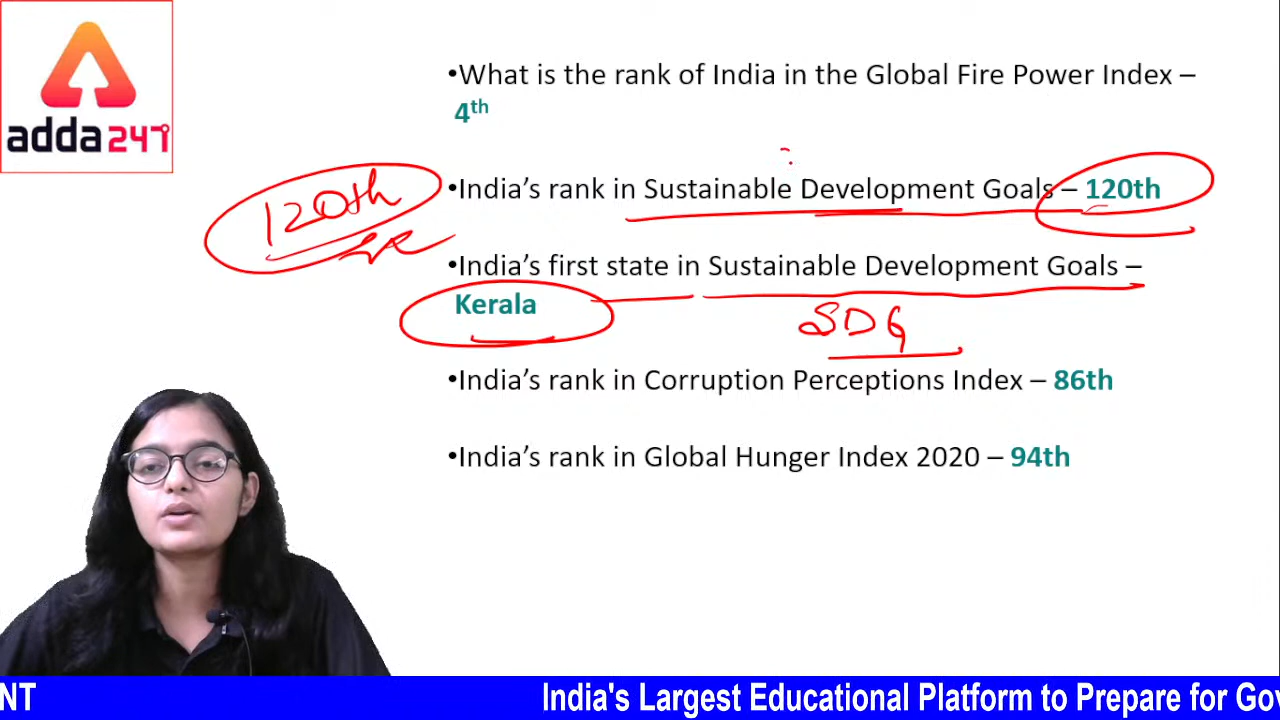 adda247
•What is the rank of India in the Global Fire Power Index –
4th
120th
•India’s rank in Sustainable Development Goals – 120th
•India’s first state in Sustainable Development Goals –
Kerala
SDG
•India’s rank in Corruption Perceptions Index – 86th
•India’s rank in Global Hunger Index 2020 – 94th
NT India's Largest Educational Platform to Prepare for Gov